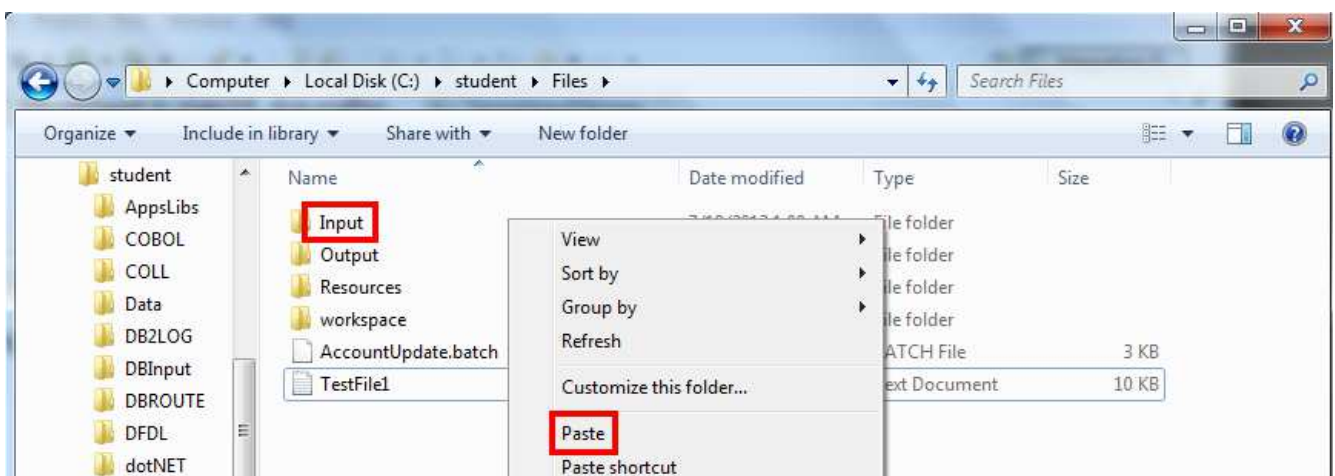 Computer Local Disk (C:) student Files Search Files
Organize Include in library Share with New folder
student
AppsLibs
COBOL
COLL
Data
DB2LOG
DBInput
DBROUTE
DFDL
dotNET
Name Date modified Type Size
Input File folder
Output ile folder
Resources ile folder
workspace ile folder
AccountUpdate.batch ATCH File 3 KB
TestFile1 ext Document 10 KB
View
Sort by
Group by
Refresh
Customize this folder...
Paste
Paste shortcut